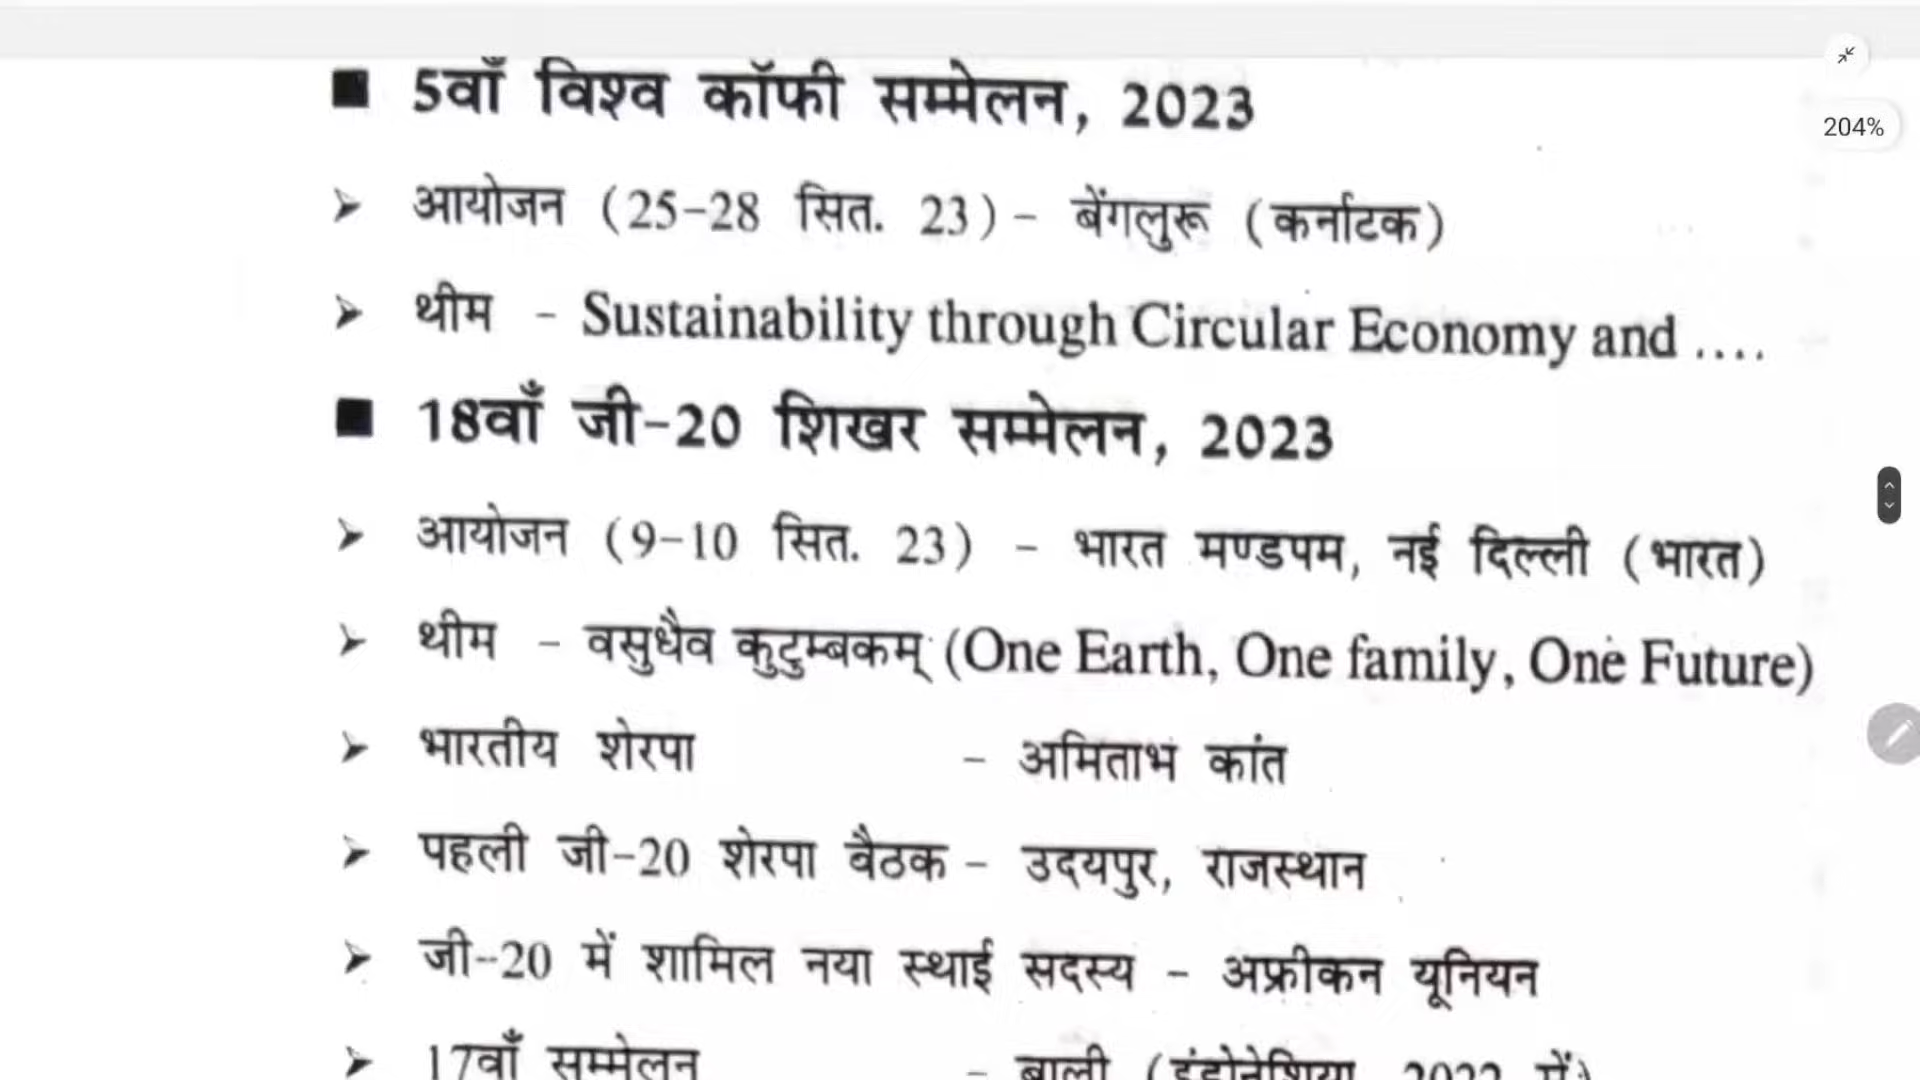 204%
■ 5वाँ विश्व कॉफी सम्मेलन, 2023
➤ आयोजन (25-28 सित. 23) - बेंगलुरू (कर्नाटक)
➤ थीम - Sustainability through Circular Economy and ....
■ 18वाँ जी-20 शिखर सम्मेलन, 2023
➤ आयोजन (9-10 सित. 23) - भारत मण्डपम, नई दिल्ली (भारत)
➤ थीम - वसुधैव कुटुम्बकम् (One Earth, One family, One Future)
➤ भारतीय शेरपा - अमिताभ कांत
➤ पहली जी-20 शेरपा बैठक - उदयपुर, राजस्थान
➤ जी-20 में शामिल नया स्थाई सदस्य - अफ्रीकन यूनियन
➤ 17वाँ सम्मेलन - बाली (इंडोनेशिया, 2022 में)